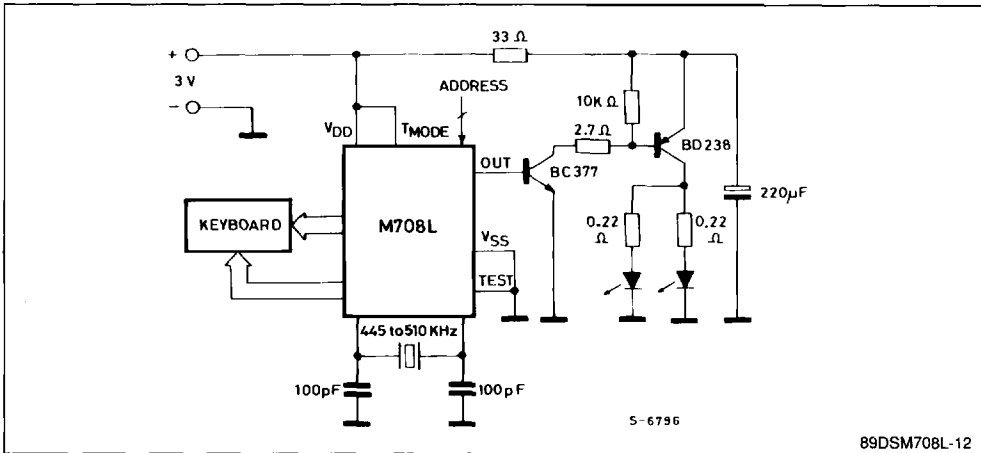 33 Ω
+
3 V
-
ADDRESS
10K Ω
2.7 Ω
VDD
TMODE
BD238
OUT
BC377
220µF
KEYBOARD
M708L
0.22
Ω
0.22
Ω
VSS
TEST
445 to 510 KHz
100pF
100pF
S-6796
89DSM708L-12